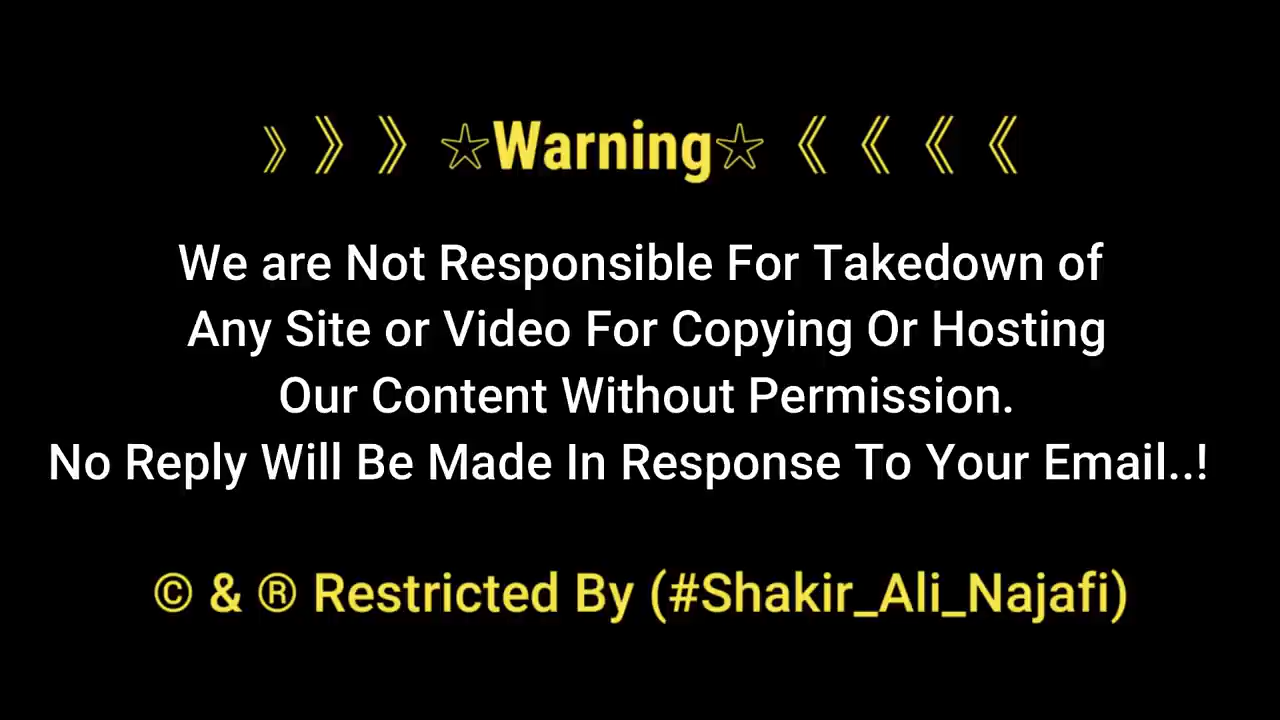 》》》☆Warning☆《《《《
We are Not Responsible For Takedown of
Any Site or Video For Copying Or Hosting
Our Content Without Permission.
No Reply Will Be Made In Response To Your Email..!
© & ® Restricted By (#Shakir_Ali_Najafi)